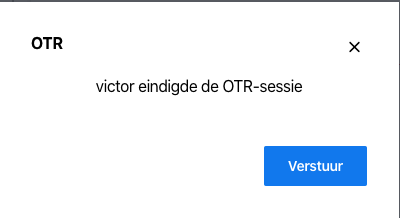 OTR
victor eindigde de OTR-sessie
Verstuur